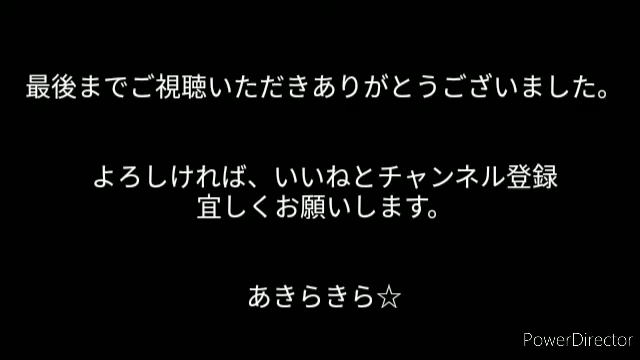 最後までご視聴いただきありがとうございました。
よろしければ、いいねとチャンネル登録
宜しくお願いします。
あきらきら☆
PowerDirector